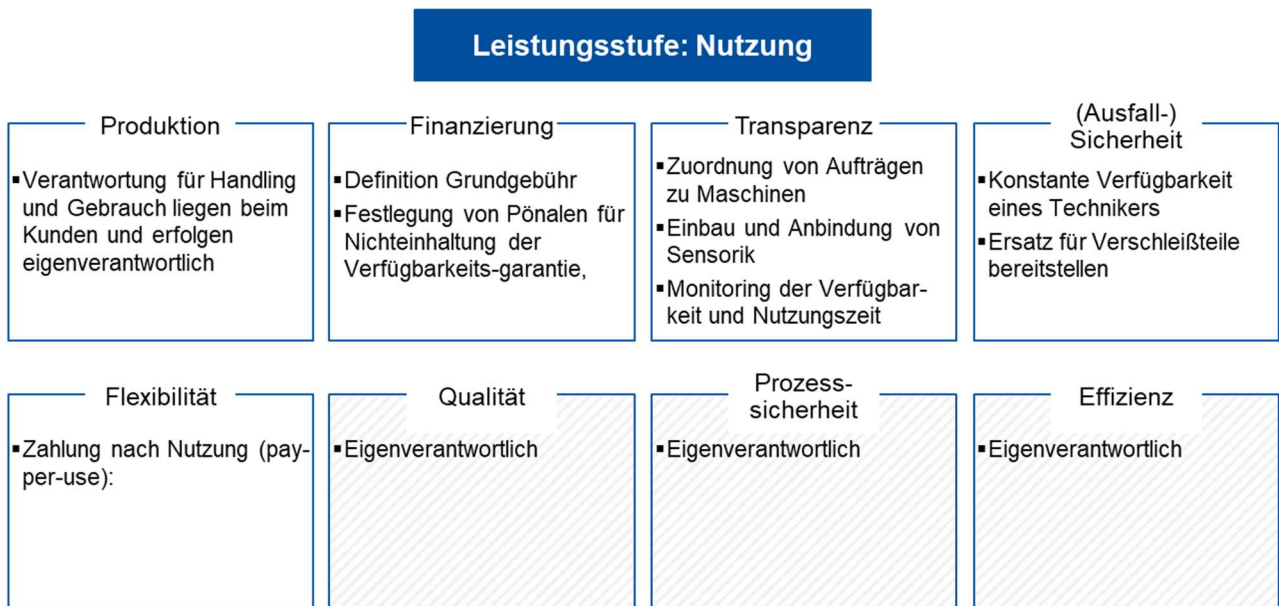 Leistungsstufe: Nutzung
Produktion
▪Verantwortung für Handling
und Gebrauch liegen beim
Kunden und erfolgen
eigenverantwortlich
Finanzierung
▪Definition Grundgebühr
▪Festlegung von Pönalen für
Nichteinhaltung der
Verfügbarkeits-garantie,
Transparenz
▪Zuordnung von Aufträgen
zu Maschinen
▪Einbau und Anbindung von
Sensorik
▪Monitoring der Verfügbar-
keit und Nutzungszeit
(Ausfall-)
Sicherheit
▪Konstante Verfügbarkeit
eines Technikers
▪Ersatz für Verschleißteile
bereitstellen
Flexibilität
▪Zahlung nach Nutzung (pay-
per-use):
Qualität
▪Eigenverantwortlich
Prozess-
sicherheit
▪Eigenverantwortlich
Effizienz
▪Eigenverantwortlich